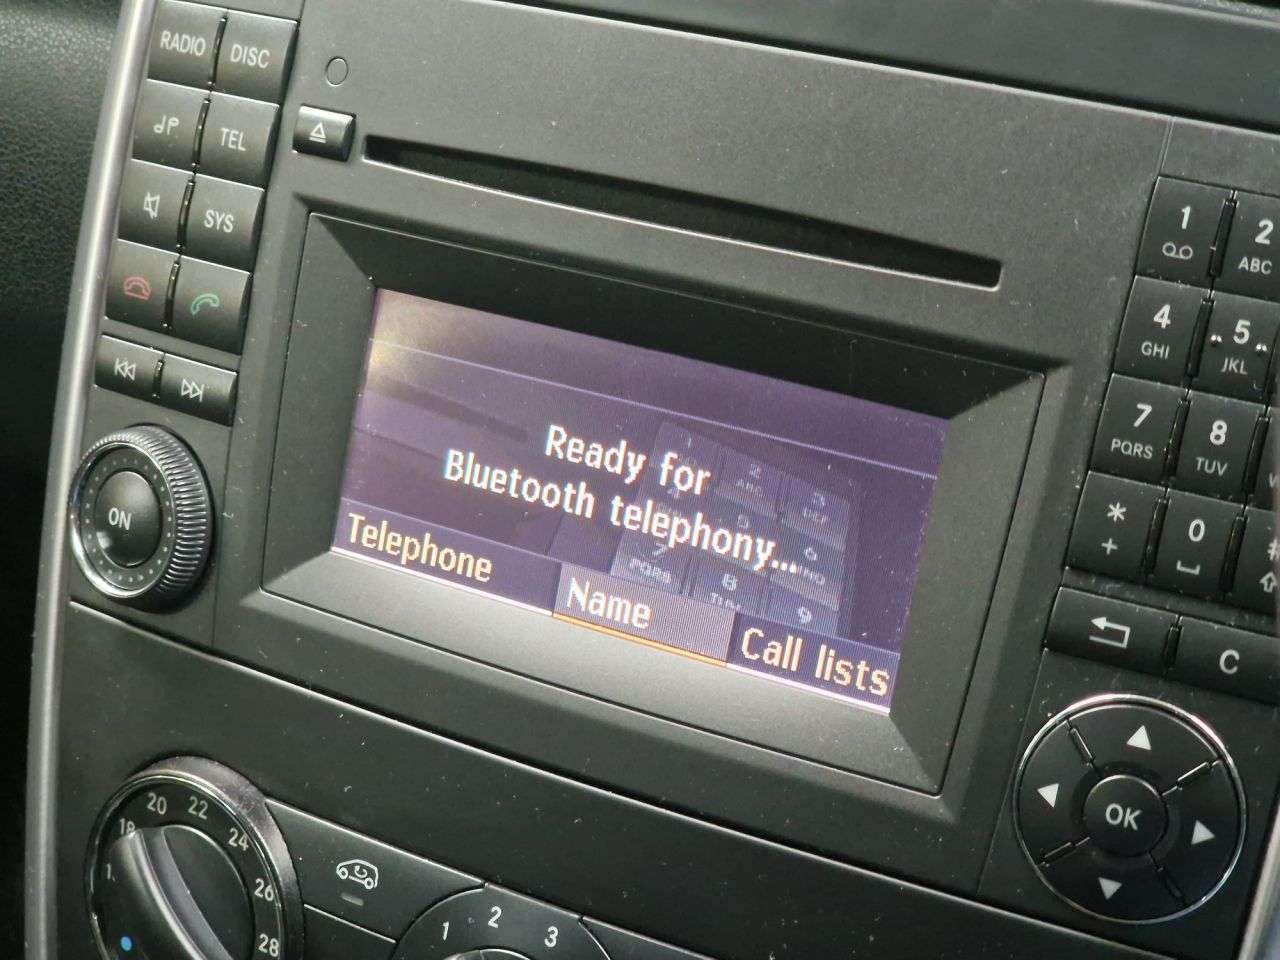 RADIO
DISC
TEL
SYS
ON
Ready for
Bluetooth telephony...
Telephone
Name
Call lists
1
2
ABC
4
GHI
5
JKL
7
PQRS
8
TUV
*
+
0
#
C
OK
18
20
22
24
26
28
1
2
3